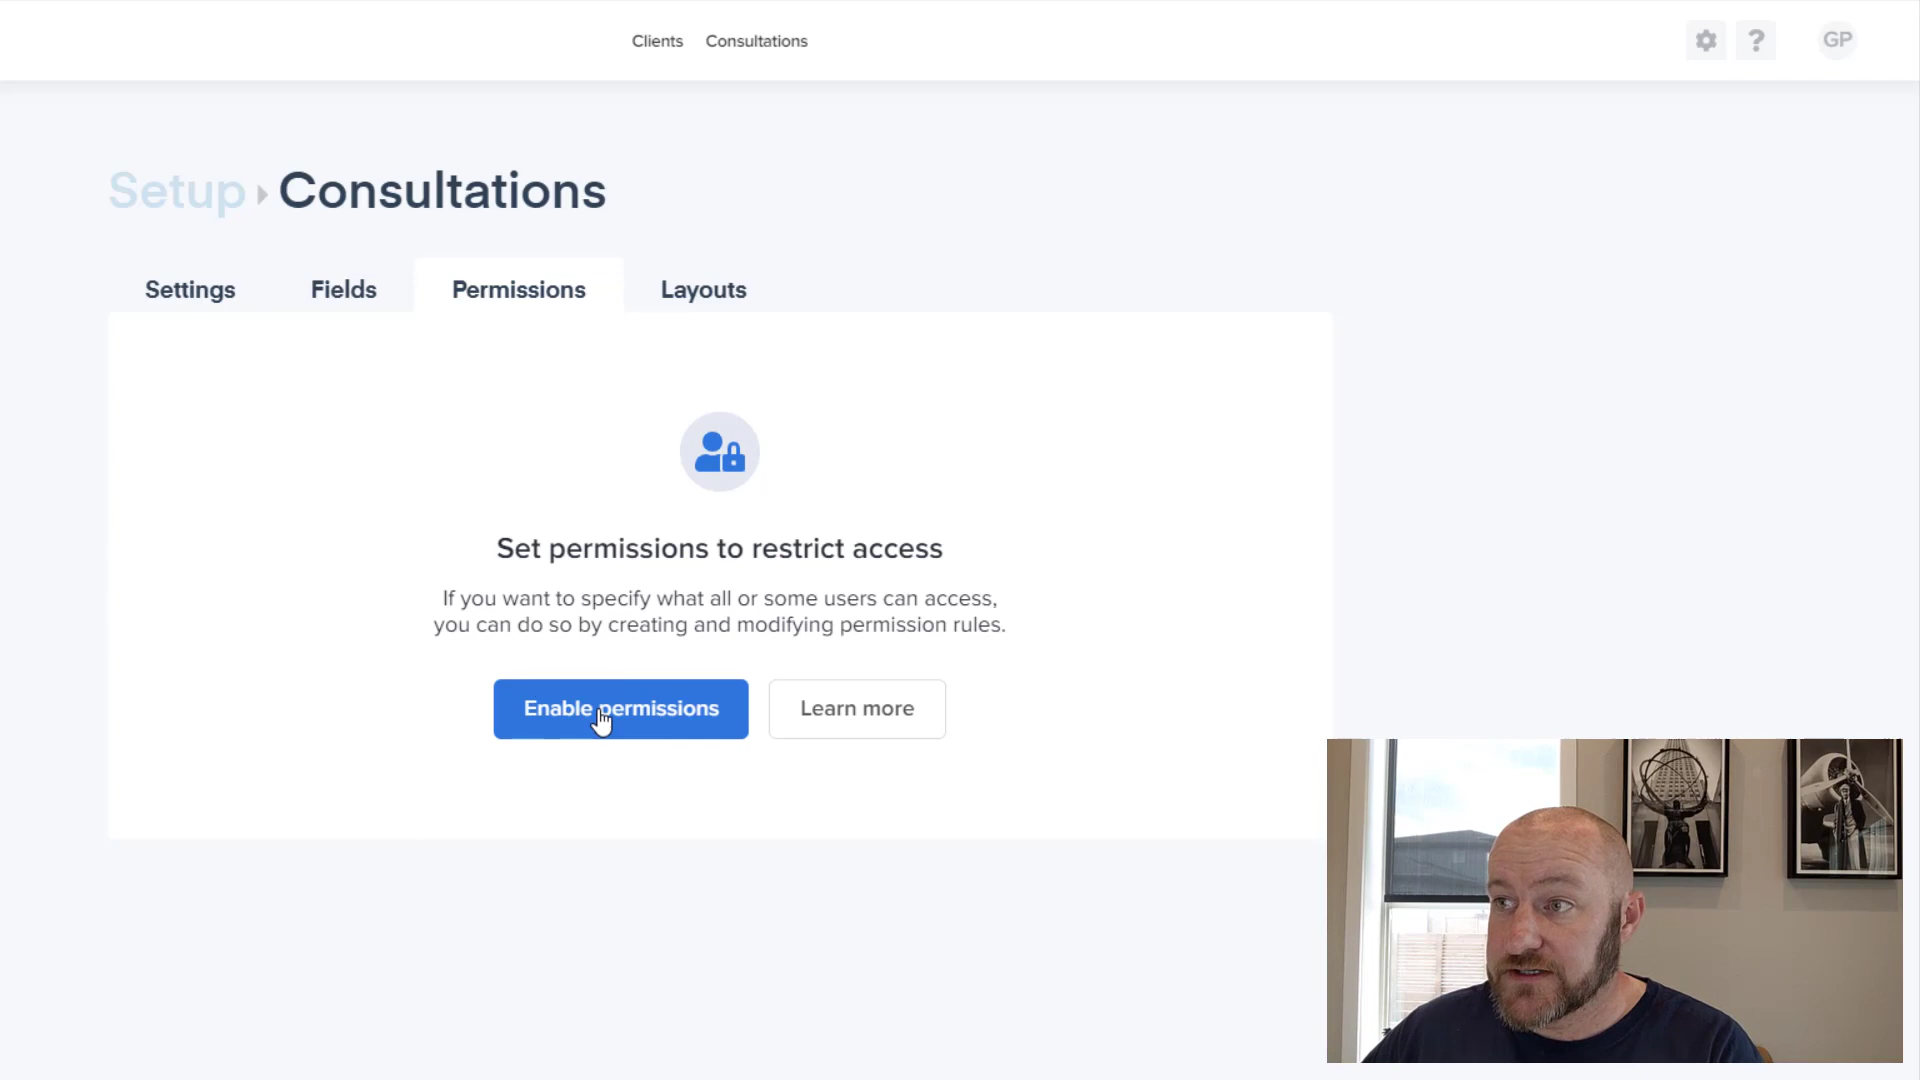 Clients Consultations
? GP
Setup Consultations
Settings Fields Permissions Layouts
Set permissions to restrict access
If you want to specify what all or some users can access,
you can do so by creating and modifying permission rules.
Enable permissions Learn more